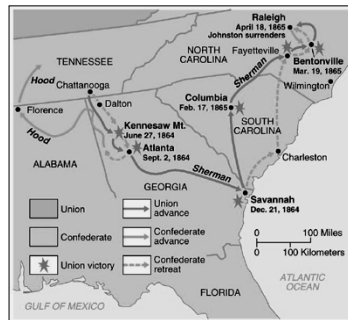 Raleigh
April 18, 1865
Johnston surrenders
NORTH
CAROLINA
Fayetteville
Bentonville
Mar. 19, 1865
Hood
TENNESSEE
Chattanooga
Sherman
Wilmington
Florence
Dalton
Columbia
Feb. 17, 1865
Kennesaw Mt.
June 27, 1864
Hood
Atlanta
Sept. 2, 1864
SOUTH
CAROLINA
ALABAMA
Sherman
Charleston
GEORGIA
Savannah
Dec. 21, 1864
Union
Union
advance
Confederate
Confederate
advance
Union victory
Confederate
retreat
0 100 Miles
0 100 Kilometers
FLORIDA
ATLANTIC
OCEAN
GULF OF MEXICO